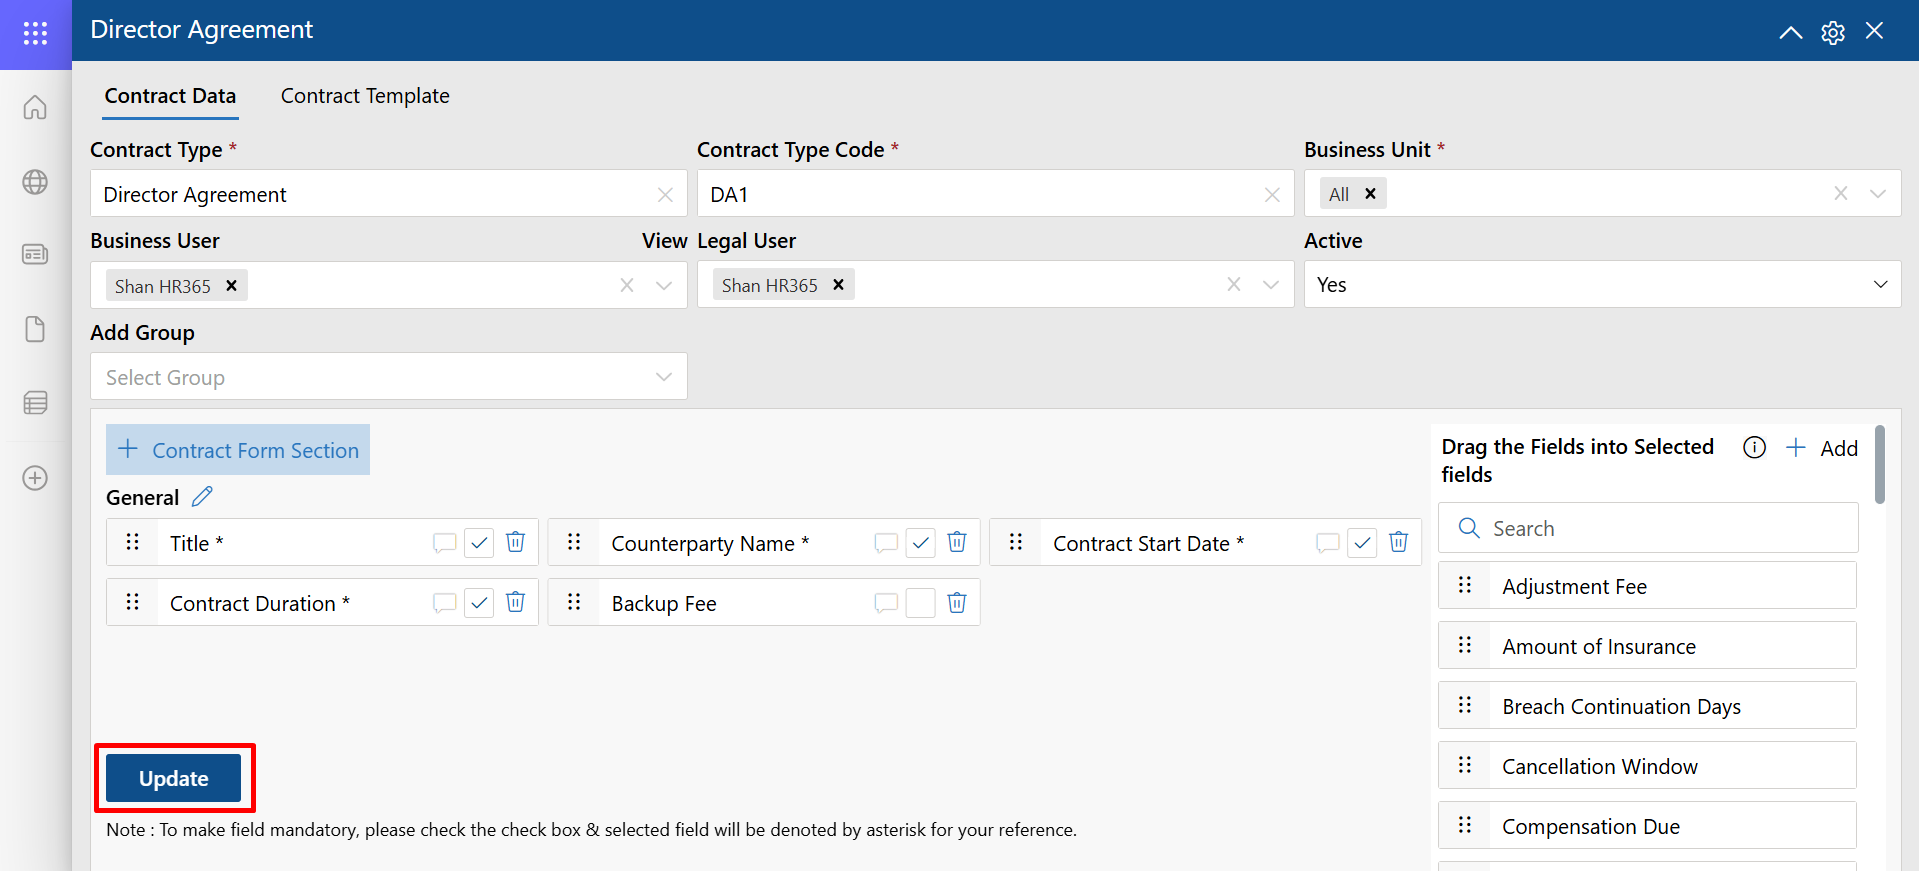 Director Agreement
Contract Data Contract Template
Contract Type * Contract Type Code * Business Unit *
Director Agreement DA1 All
Business User View Legal User Active
Shan HR365 Shan HR365 Yes
Add Group
Select Group
Contract Form Section
Drag the Fields into Selected fields Add
General
Search
Title * Counterparty Name * Contract Start Date *
Adjustment Fee
Contract Duration * Backup Fee
Amount of Insurance
Breach Continuation Days
Cancellation Window
Update
Compensation Due
Note : To make field mandatory, please check the check box & selected field will be denoted by asterisk for your reference.